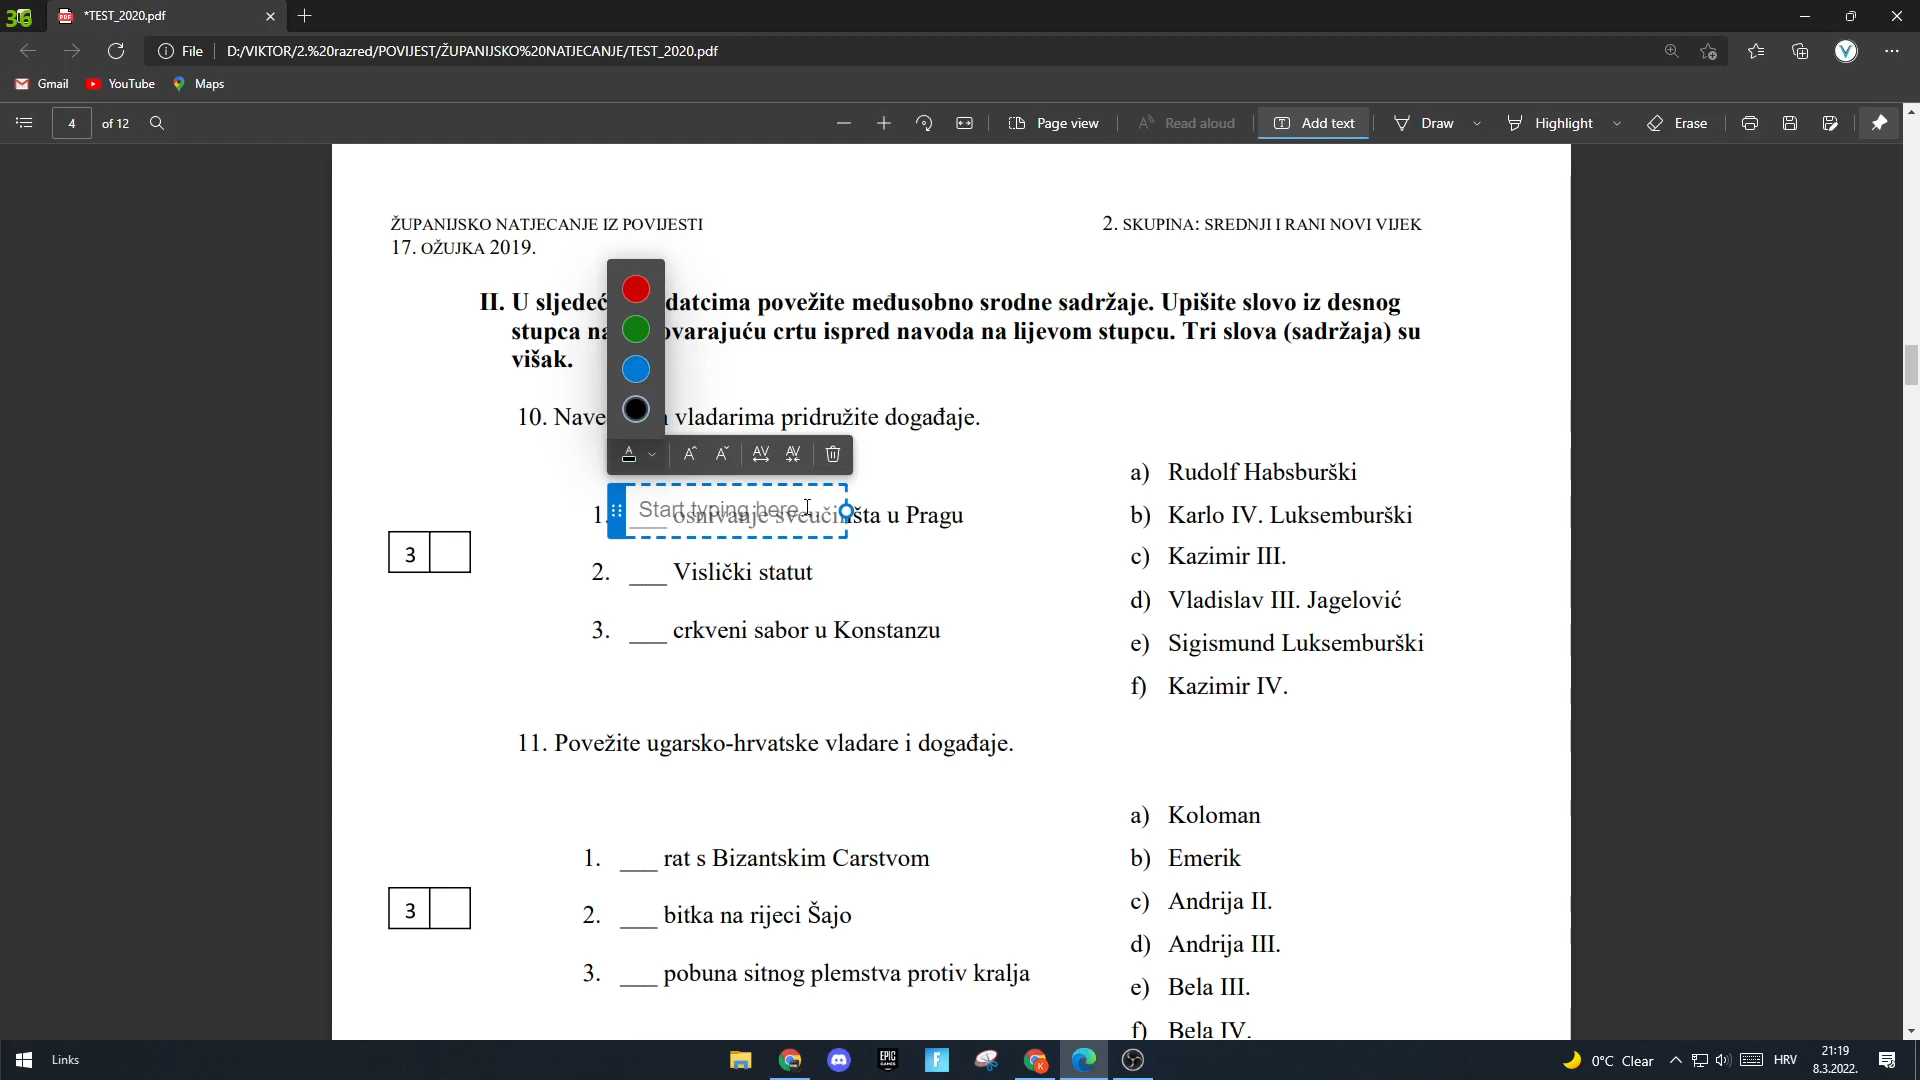 36
*TEST_2020.pdf
File
D:/VIKTOR/2.%20razred/POVIJEST/ŽUPANIJSKO%20NATJECANJE/TEST_2020.pdf
Gmail
YouTube
Maps
4 of 12
Page view
Read aloud
Add text
Draw
Highlight
Erase
ŽUPANIJSKO NATJECANJE IZ POVIJESTI
2. SKUPINA: SREDNJI I RANI NOVI VIJEK
17. OŽUJKA 2019.
II. U sljedeć datcima povežite međusobno srodne sadržaje. Upišite slovo iz desnog
stupca na ovarajuću crtu ispred navoda na lijevom stupcu. Tri slova (sadržaja) su
višak.
10. Nave vladarima pridružite događaje.
Start typing here...
1. ___ osnivanje sveučilišta u Pragu
2. ___ Vislički statut
3. ___ crkveni sabor u Konstanzu
3
a) Rudolf Habsburški
b) Karlo IV. Luksemburški
c) Kazimir III.
d) Vladislav III. Jagelović
e) Sigismund Luksemburški
f) Kazimir IV.
11. Povežite ugarsko-hrvatske vladare i događaje.
1. ___ rat s Bizantskim Carstvom
2. ___ bitka na rijeci Šajo
3. ___ pobuna sitnog plemstva protiv kralja
3
a) Koloman
b) Emerik
c) Andrija II.
d) Andrija III.
e) Bela III.
f) Bela IV.
Links
0°C Clear
HRV
21:19
8.3.2022.